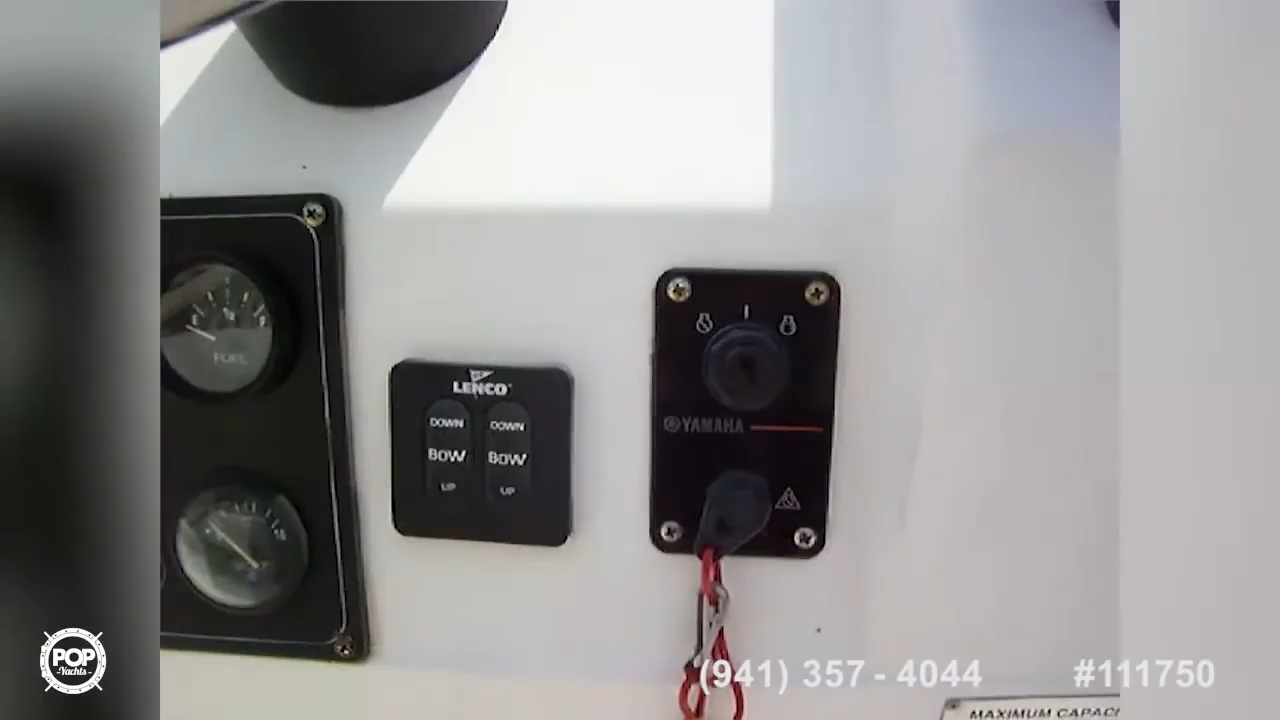 E
FUEL
LENCO
DOWN DOWN
BOW BOW
UP UP
YAMAHA
POP
Yachts
(941) 357 - 4044 #111750
MAXIMUM CAPACI